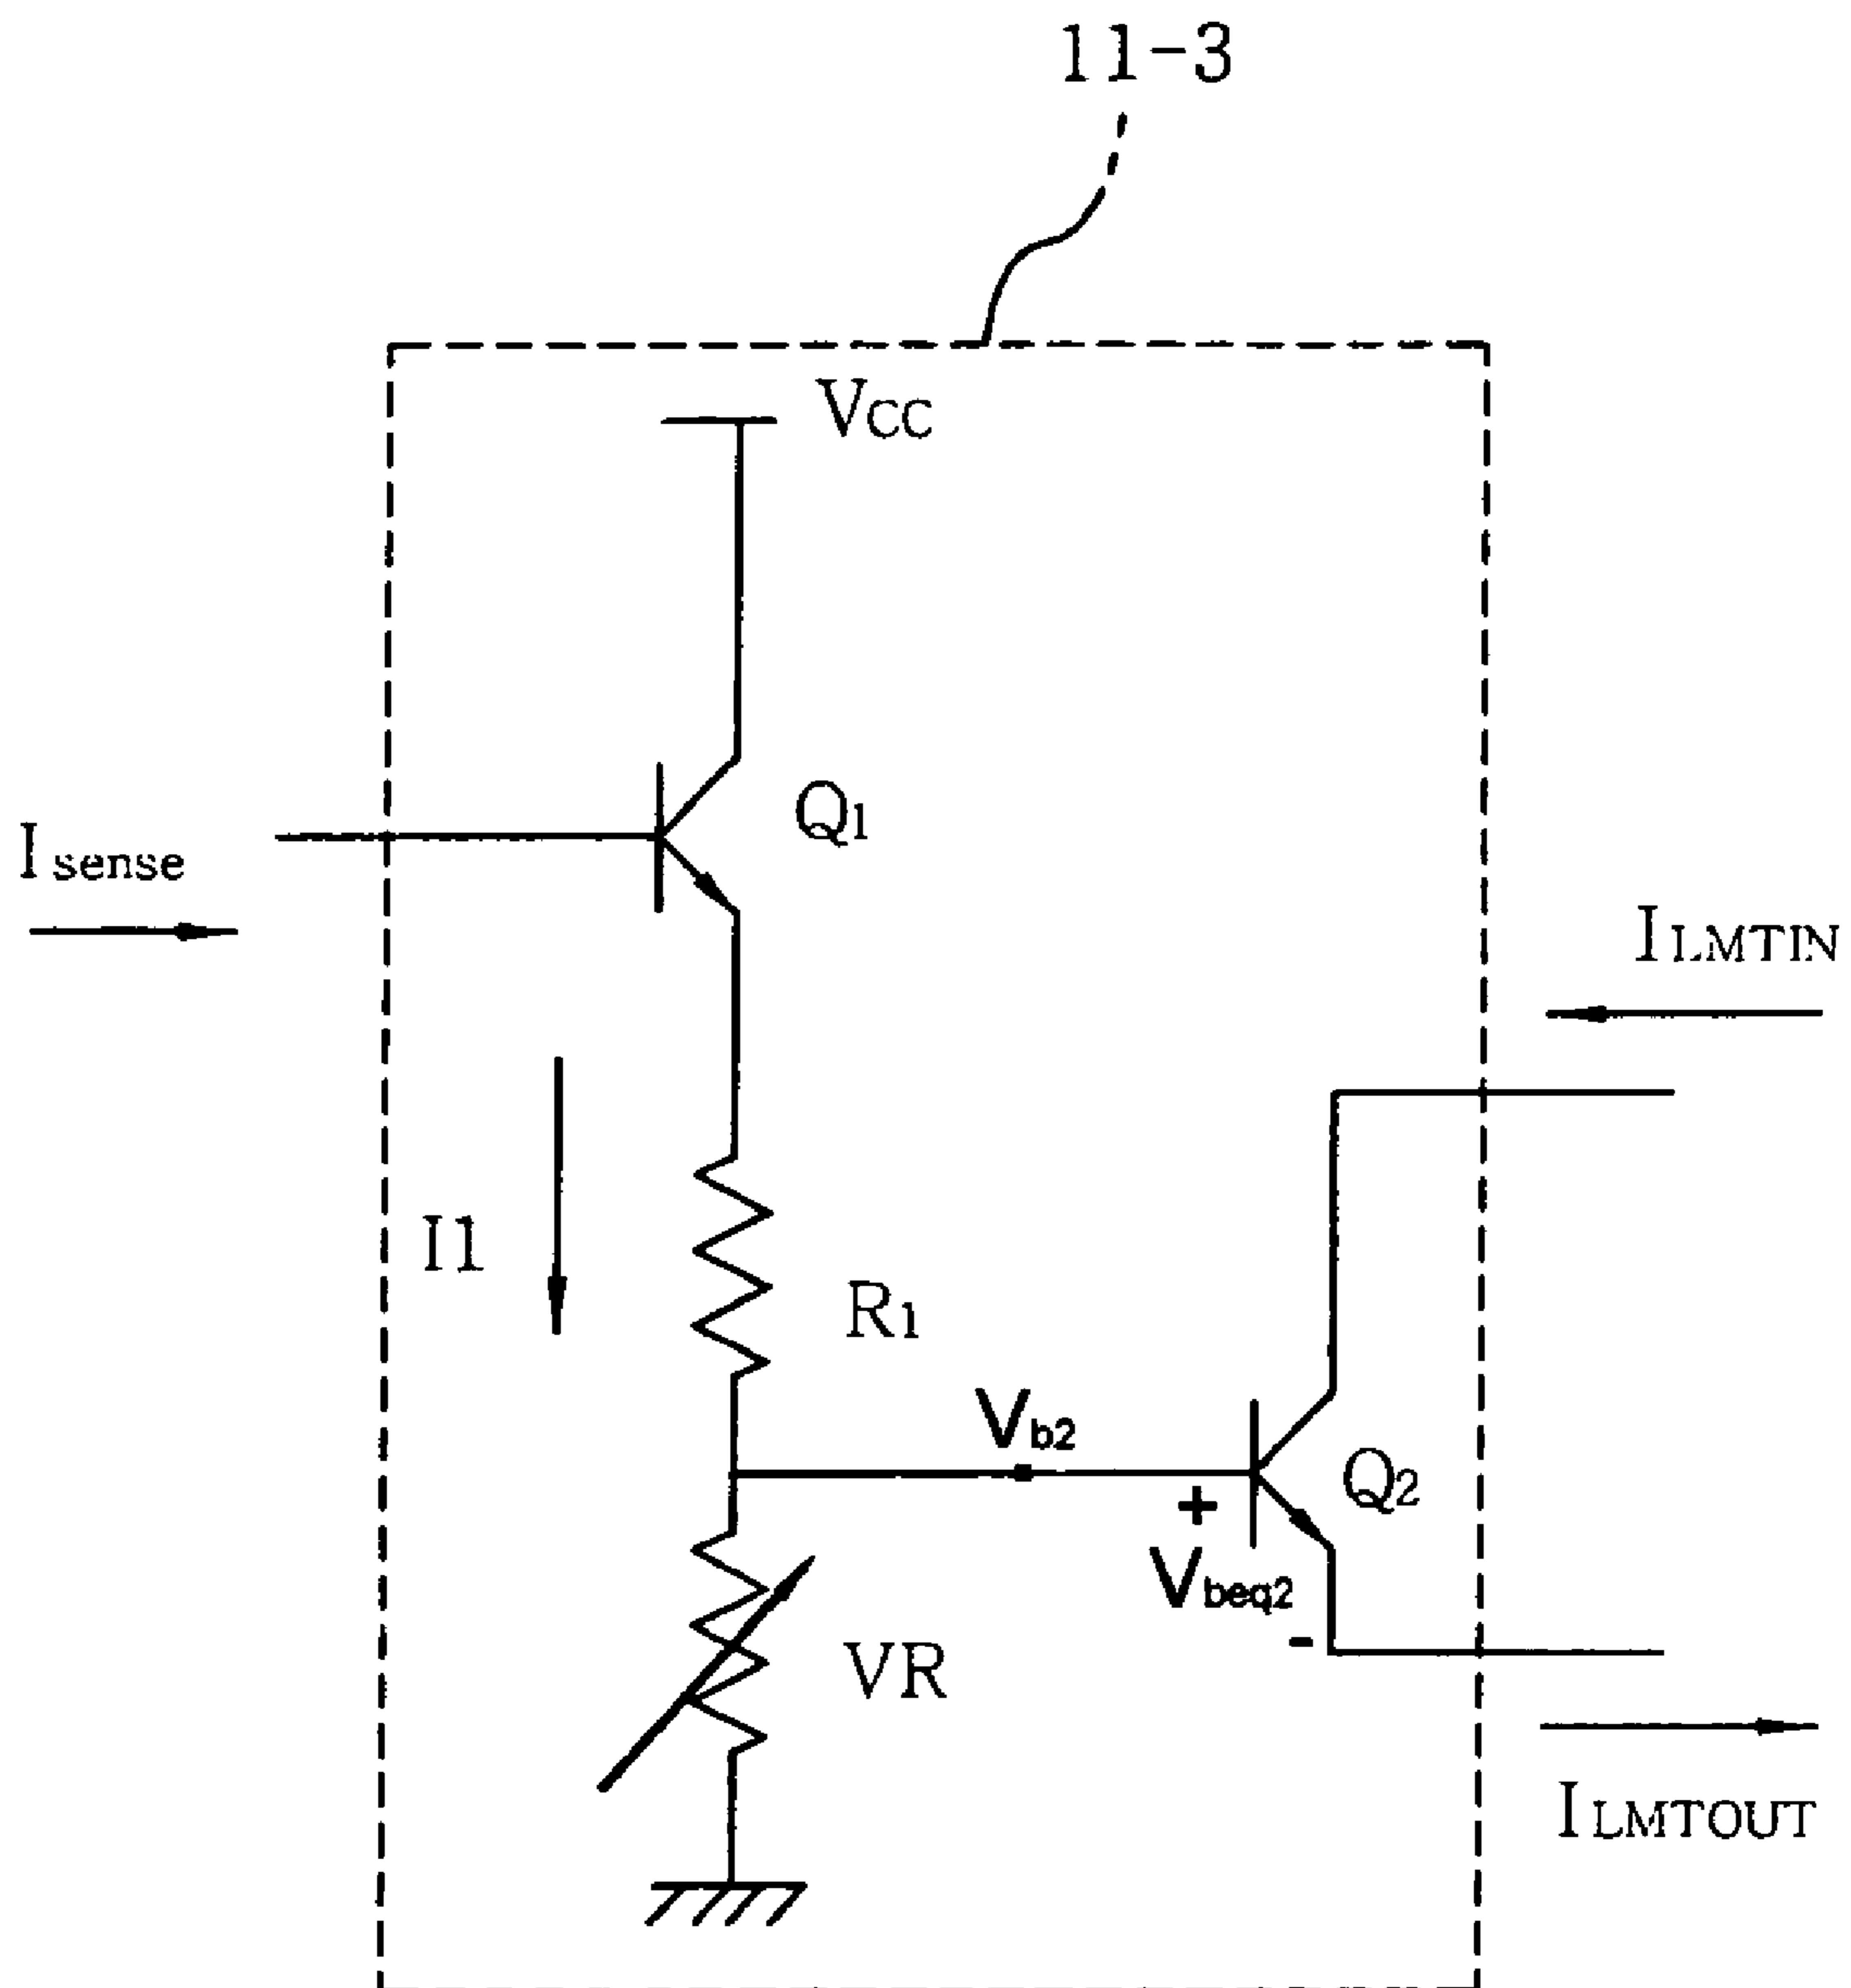 11-3
VCC
Q1
Isense
ILMTIN
I1
R1
Vb2
Q2
+
Vbeq2
-
VR
ILMTOUT